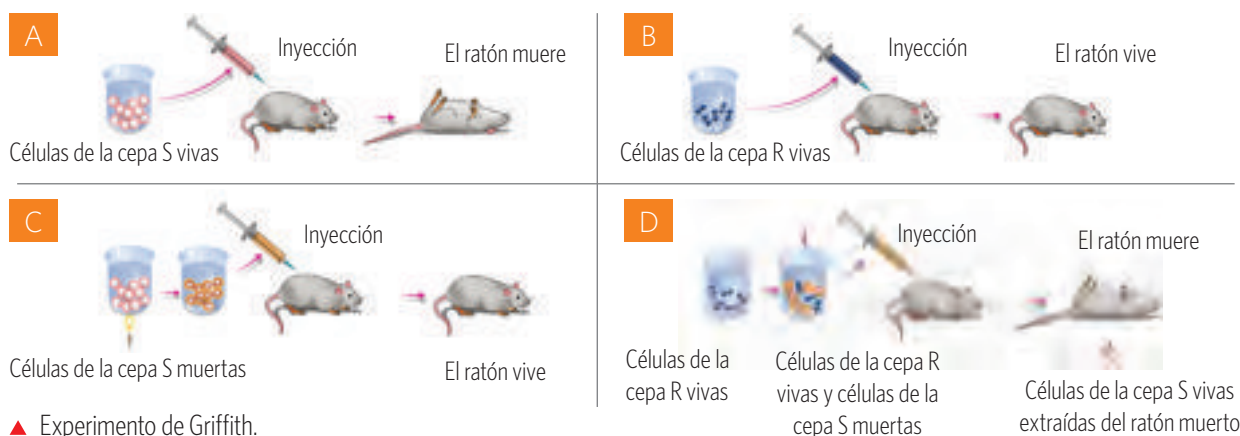 A
Inyección
El ratón muere
Células de la cepa S vivas
B
Inyección
El ratón vive
Células de la cepa R vivas
C
Inyección
Células de la cepa S muertas
El ratón vive
D
Inyección
El ratón muere
Células de la
cepa R vivas
Células de la cepa R
vivas y células de la
cepa S muertas
Células de la cepa S vivas
extraídas del ratón muerto
▲ Experimento de Griffith.